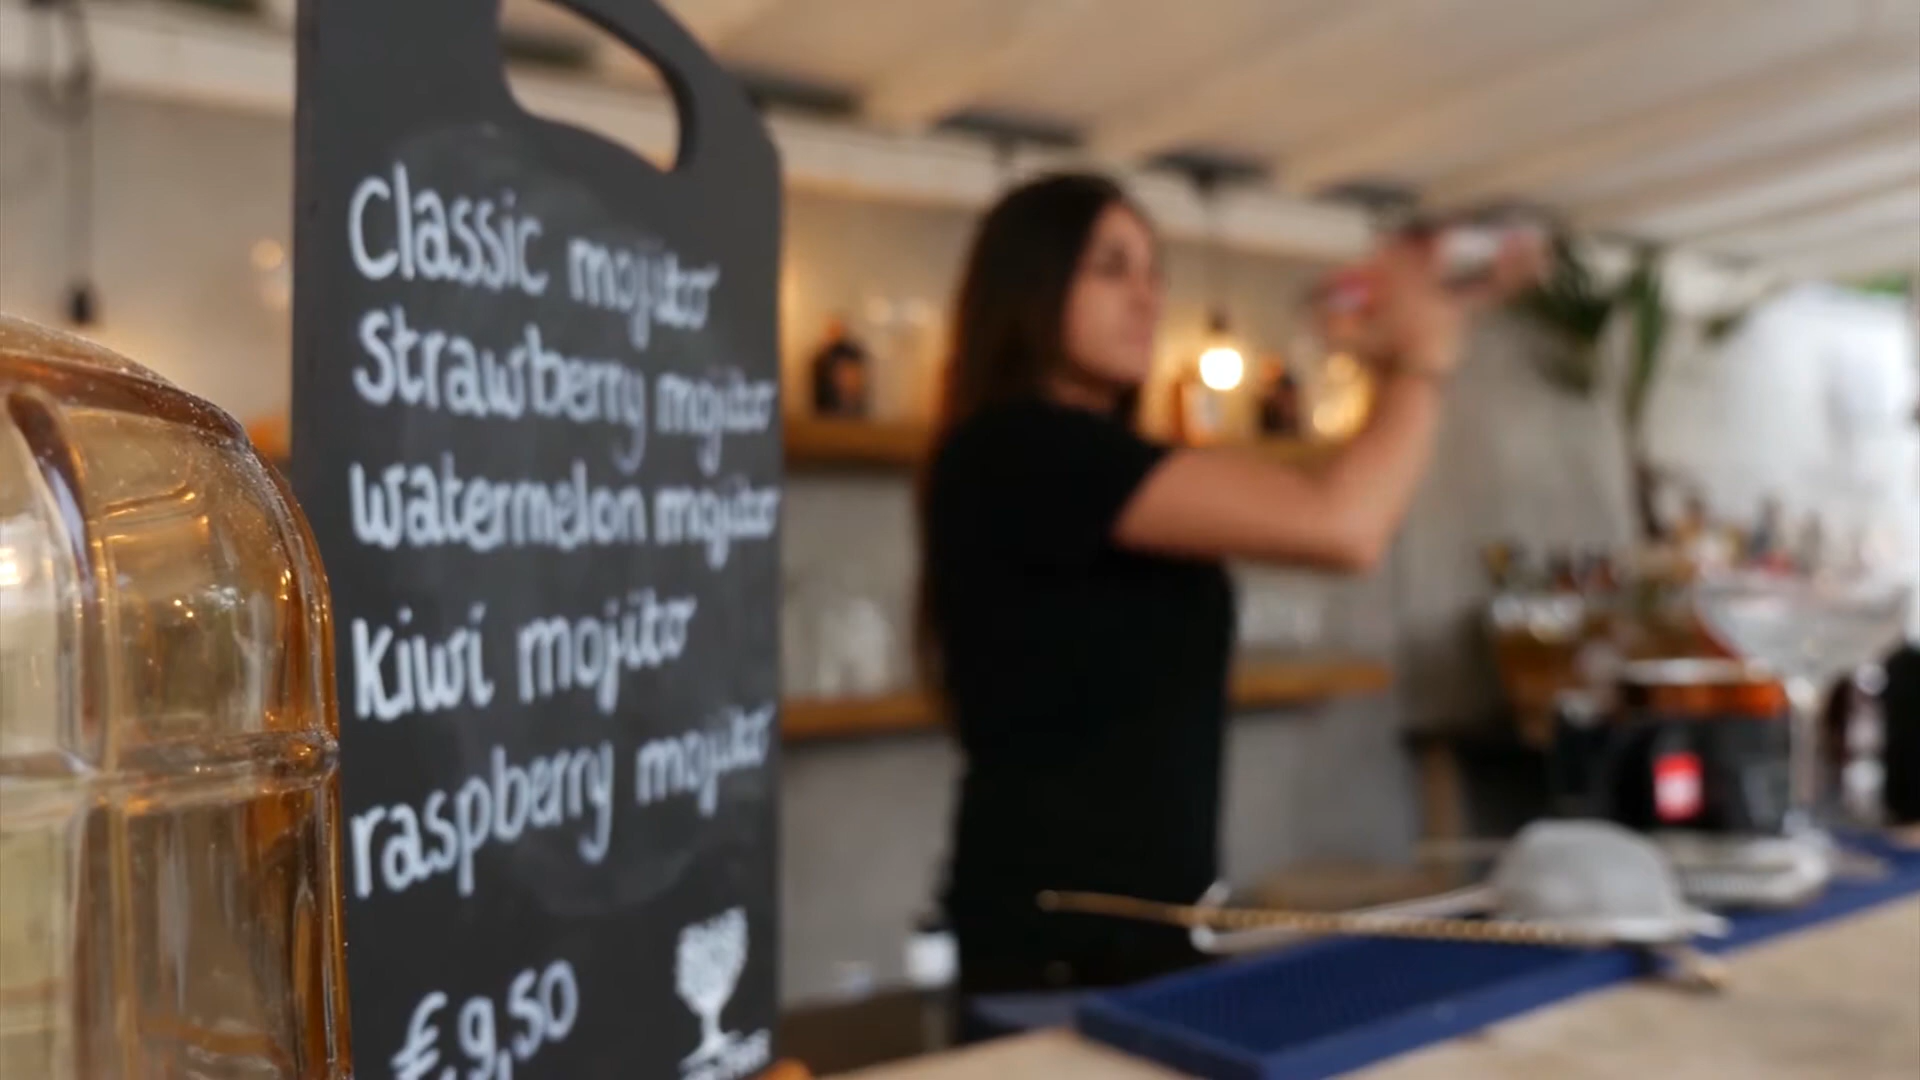 Classic mojito
Strawberry mojito
watermelon mojito
kiwi mojito
raspberry mojito
€9,50